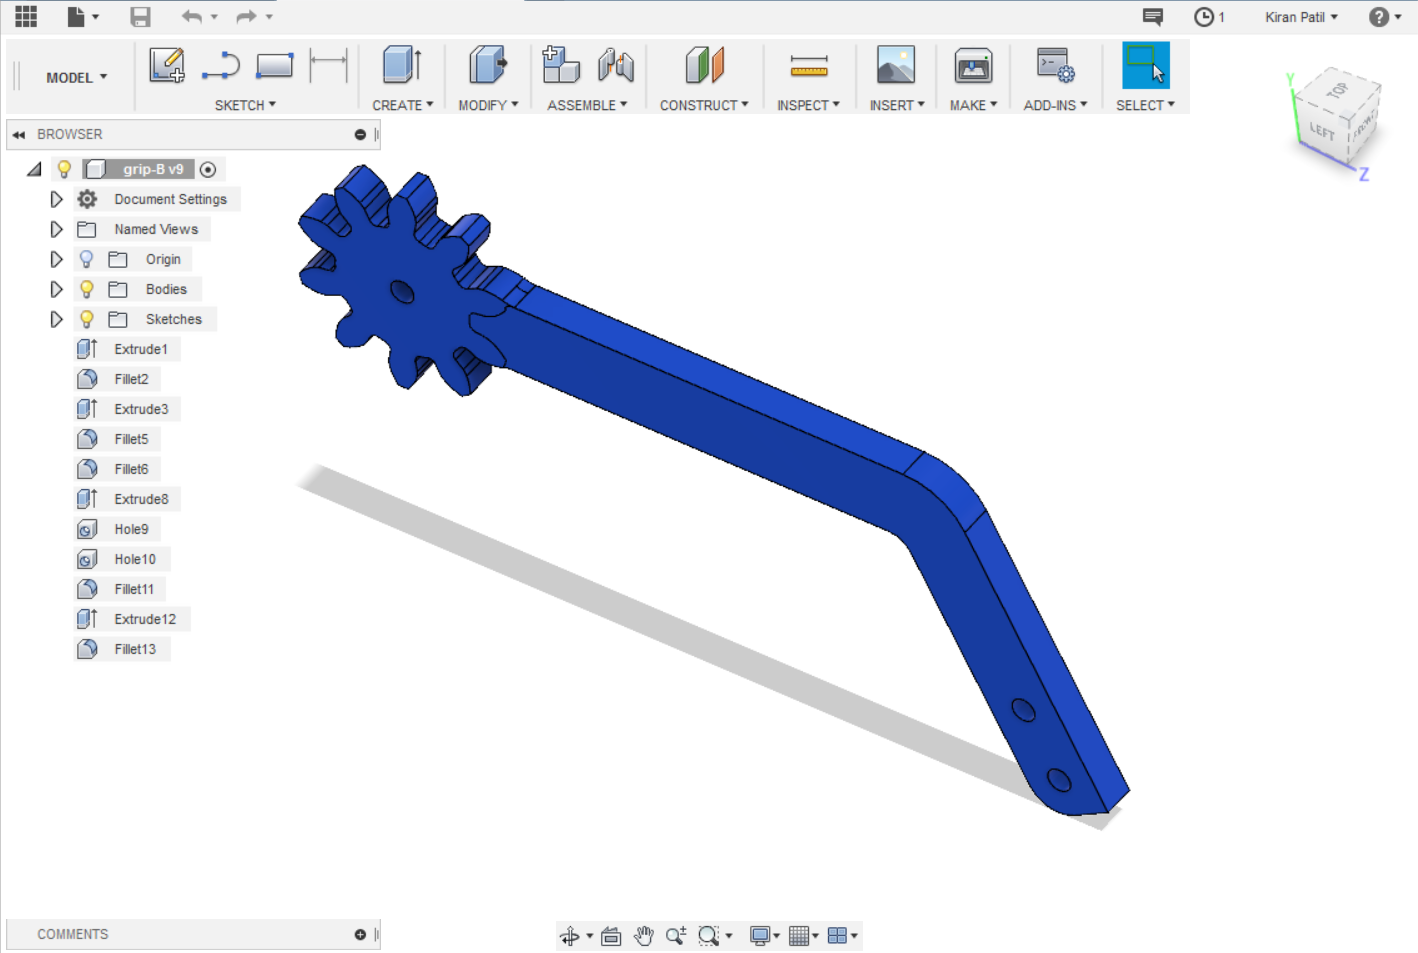 1 Kiran Patil ?
MODEL
SKETCH CREATE MODIFY ASSEMBLE CONSTRUCT INSPECT INSERT MAKE ADD-INS SELECT
Y
TOP
LEFT FRONT
Z
BROWSER
grip-B v9
Document Settings
Named Views
Origin
Bodies
Sketches
Extrude1
Fillet2
Extrude3
Fillet5
Fillet6
Extrude8
Hole9
Hole10
Fillet11
Extrude12
Fillet13
COMMENTS